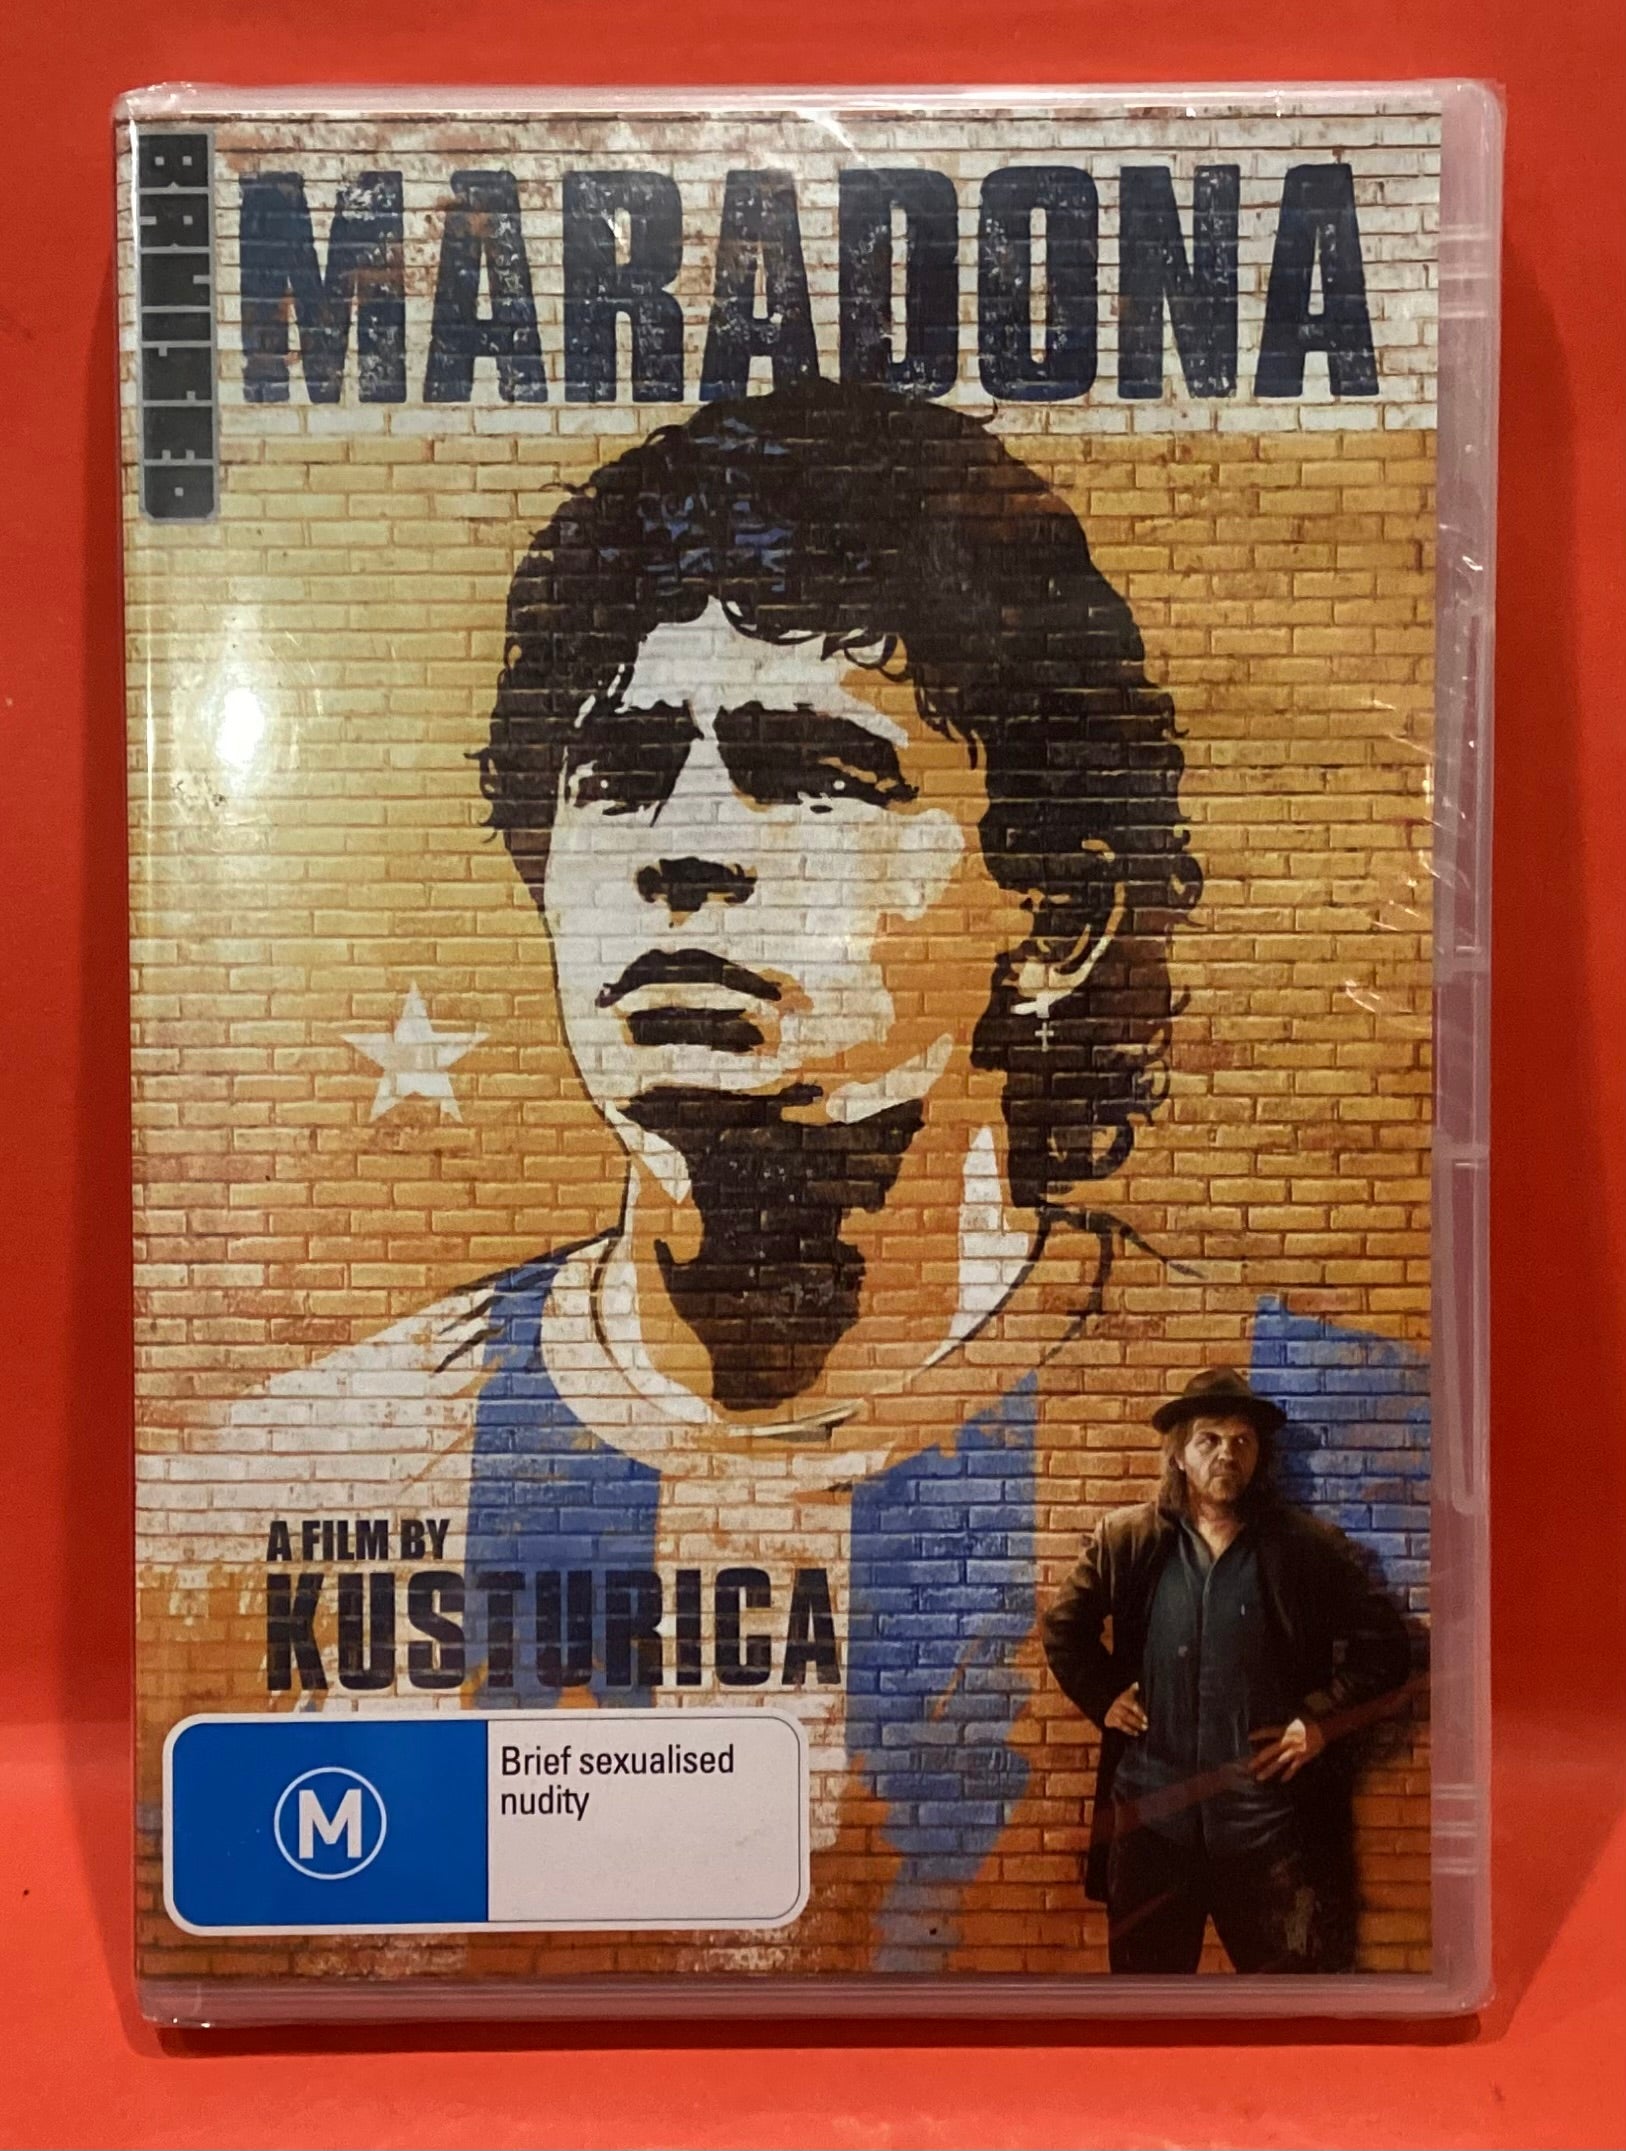 MARADONA
A FILM BY
KUSTURICA
M
Brief sexualised
nudity